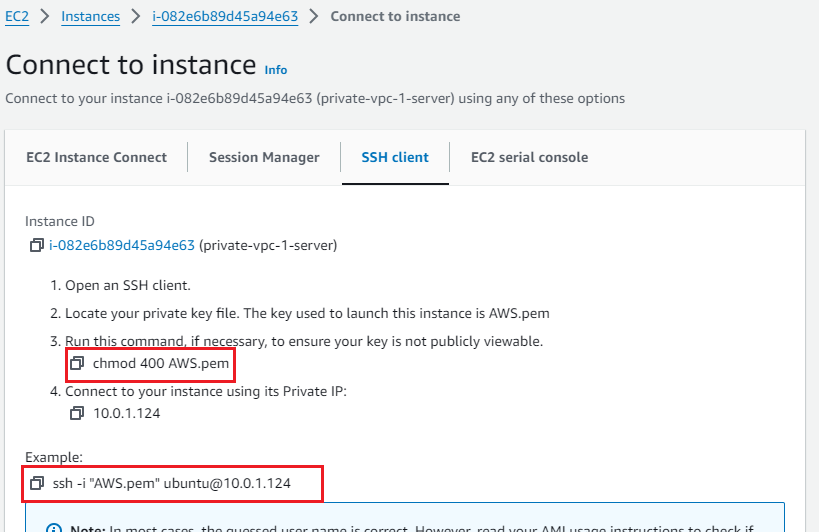 EC2 > Instances > i-082e6b89d45a94e63 > Connect to instance
Connect to instance Info
Connect to your instance i-082e6b89d45a94e63 (private-vpc-1-server) using any of these options
EC2 Instance Connect Session Manager SSH client EC2 serial console
Instance ID
i-082e6b89d45a94e63 (private-vpc-1-server)
1. Open an SSH client.
2. Locate your private key file. The key used to launch this instance is AWS.pem
3. Run this command, if necessary, to ensure your key is not publicly viewable.
chmod 400 AWS.pem
4. Connect to your instance using its Private IP:
10.0.1.124
Example:
ssh -i "AWS.pem" ubuntu@10.0.1.124
Note: In most cases, the guessed user name is correct. However, read your AMI usage instructions to check if